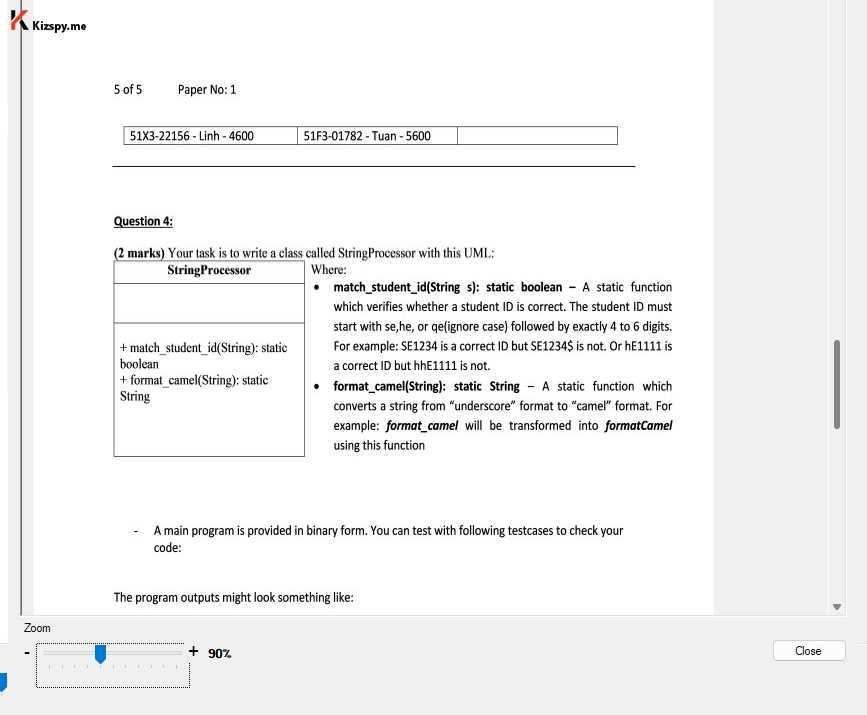 Kizspy.me
5 of 5 Paper No: 1
51X3-22156 - Linh - 4600 51F3-01782 - Tuan - 5600
Question 4:
(2 marks) Your task is to write a class called StringProcessor with this UML:
StringProcessor
+ match_student_id(String): static
boolean
+ format_camel(String): static
String
Where:
• match_student_id(String s): static boolean – A static function
which verifies whether a student ID is correct. The student ID must
start with se,he, or qe(ignore case) followed by exactly 4 to 6 digits.
For example: SE1234 is a correct ID but SE1234$ is not. Or hE1111 is
a correct ID but hhE1111 is not.
• format_camel(String): static String – A static function which
converts a string from “underscore” format to “camel” format. For
example: format_camel will be transformed into formatCamel
using this function
- A main program is provided in binary form. You can test with following testcases to check your
code:
The program outputs might look something like:
Zoom
- + 90%
Close